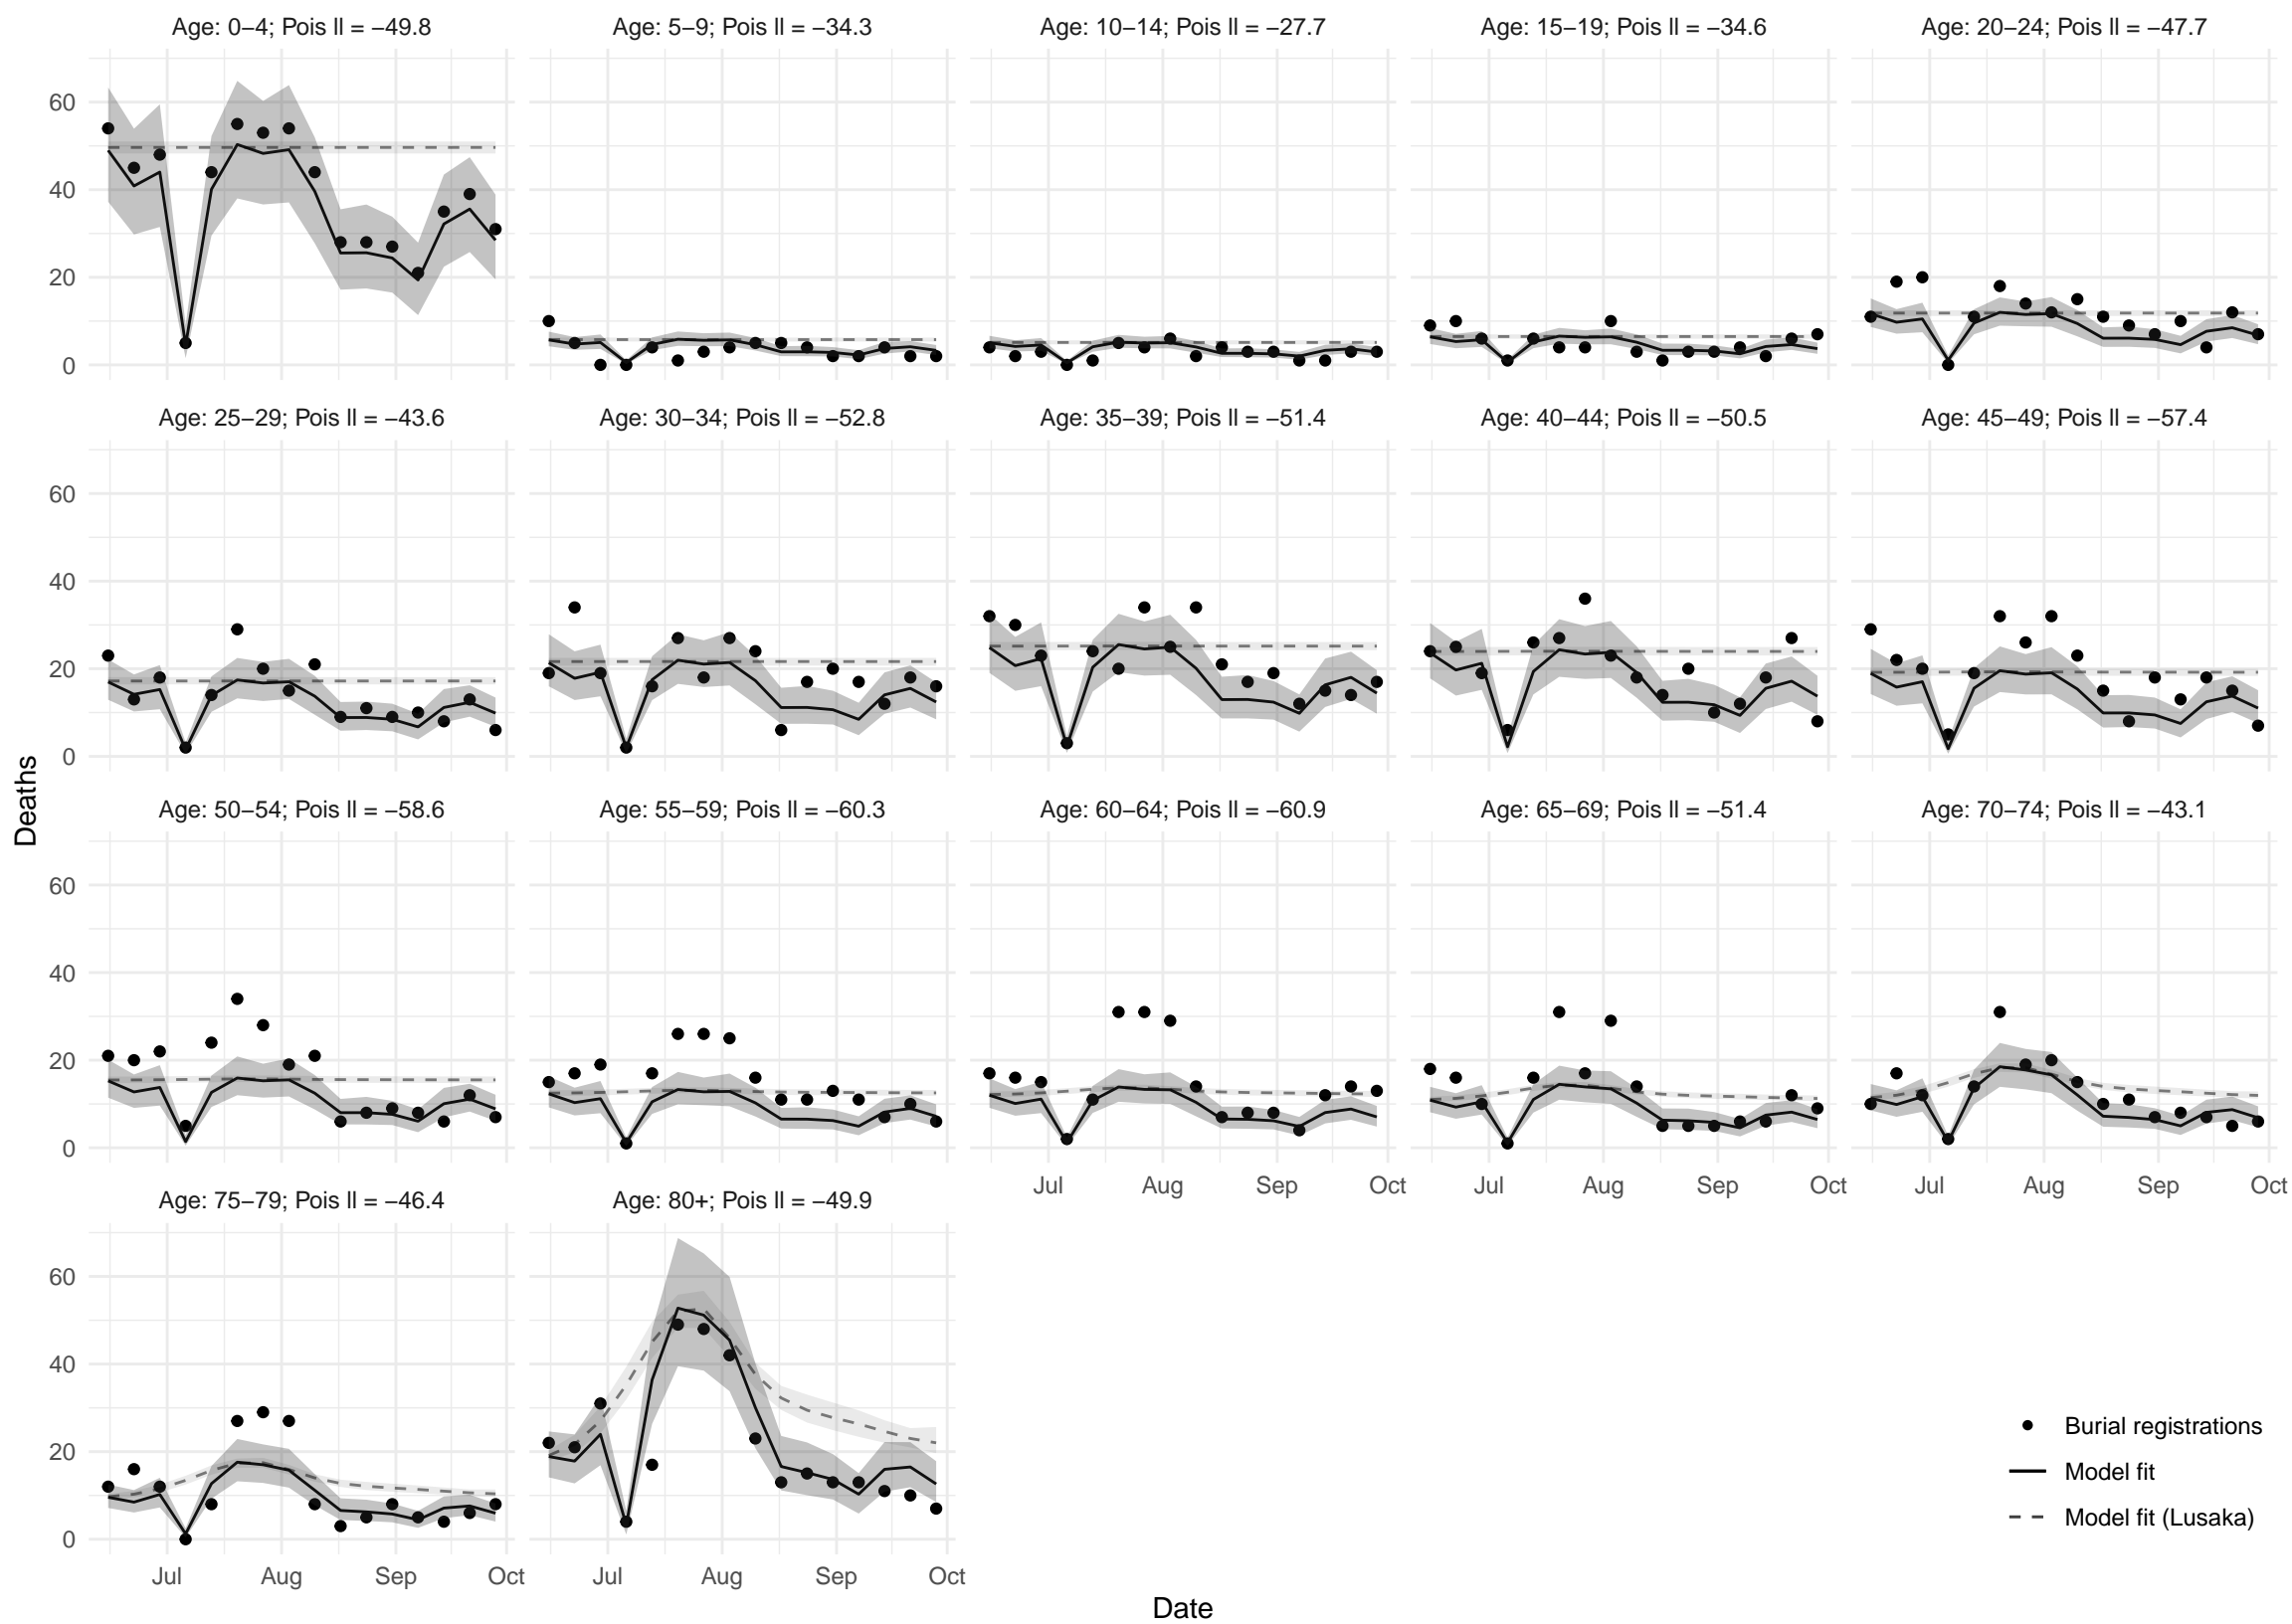 Age: 0−4; Pois ll = −49.8
Age: 5−9; Pois ll = −34.3
Age: 10−14; Pois ll = −27.7
Age: 15−19; Pois ll = −34.6
Age: 20−24; Pois ll = −47.7
60
40
20
0
Age: 25−29; Pois ll = −43.6
Age: 30−34; Pois ll = −52.8
Age: 35−39; Pois ll = −51.4
Age: 40−44; Pois ll = −50.5
Age: 45−49; Pois ll = −57.4
60
40
20
0
Deaths
Age: 50−54; Pois ll = −58.6
Age: 55−59; Pois ll = −60.3
Age: 60−64; Pois ll = −60.9
Age: 65−69; Pois ll = −51.4
Age: 70−74; Pois ll = −43.1
60
40
20
0
Jul Aug Sep Oct
Jul Aug Sep Oct
Jul Aug Sep Oct
Age: 75−79; Pois ll = −46.4
Age: 80+; Pois ll = −49.9
60
40
20
0
Jul Aug Sep Oct
Jul Aug Sep Oct
Burial registrations
Model fit
Model fit (Lusaka)
Date